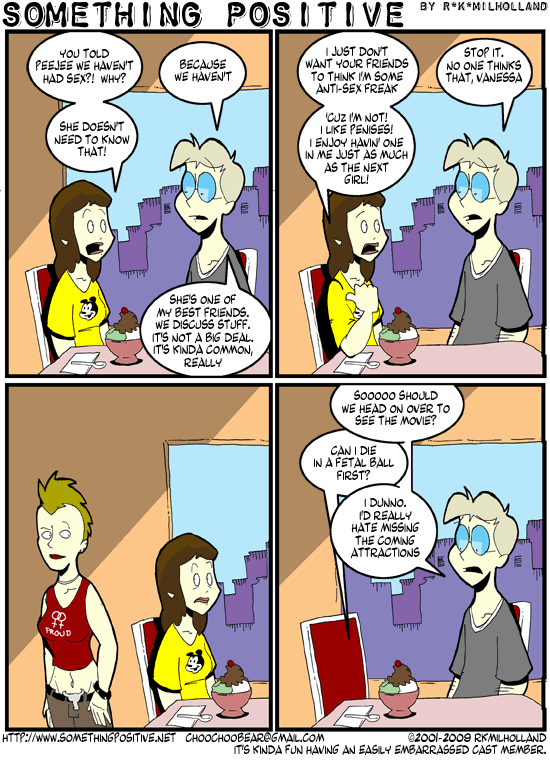 SOMETHING POSITIVE BY R*K*MILHOLLAND
YOU TOLD
PEEJEE WE HAVEN'T
HAD SEX?! WHY?
BECAUSE
WE HAVEN'T
SHE DOESN'T
NEED TO KNOW
THAT!
SHE'S ONE OF
MY BEST FRIENDS.
WE DISCUSS STUFF.
IT'S NOT A BIG DEAL.
IT'S KINDA COMMON,
REALLY
I JUST DON'T
WANT YOUR FRIENDS
TO THINK I'M SOME
ANTI-SEX FREAK
STOP IT.
NO ONE THINKS
THAT, VANESSA
'CUZ I'M NOT!
I LIKE PENISES!
I ENJOY HAVIN' ONE
IN ME JUST AS MUCH
AS THE NEXT
GIRL!
PROUD
SOOOOO SHOULD
WE HEAD ON OVER TO
SEE THE MOVIE?
CAN I DIE
IN A FETAL BALL
FIRST?
I DUNNO.
I'D REALLY
HATE MISSING
THE COMING
ATTRACTIONS
HTTP://WWW.SOMETHINGPOSITIVE.NET CHOOCHOOBEAR@GMAIL.COM ©2001-2009 RKMILHOLLAND
IT'S KINDA FUN HAVING AN EASILY EMBARRASSED CAST MEMBER.